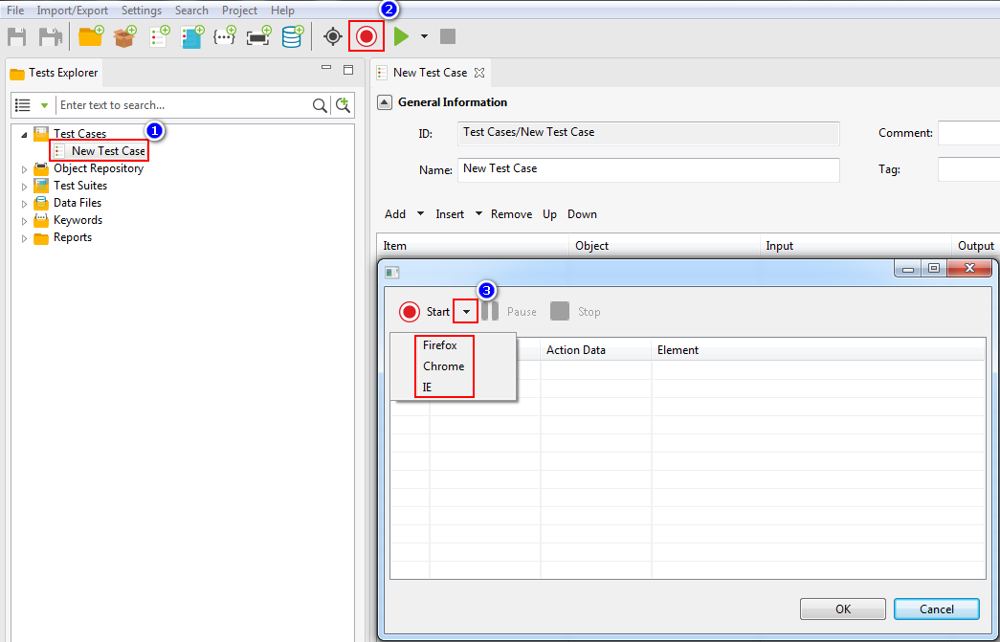 File Import/Export Settings Search Project Help
2
Tests Explorer
New Test Case
Enter text to search...
General Information
1
Test Cases
New Test Case
Object Repository
Test Suites
Data Files
Keywords
Reports
ID: Test Cases/New Test Case Comment:
Name: New Test Case Tag:
Add Insert Remove Up Down
Item Object Input Output
3
Start Pause Stop
Firefox
Chrome
IE
Action Data Element
OK Cancel